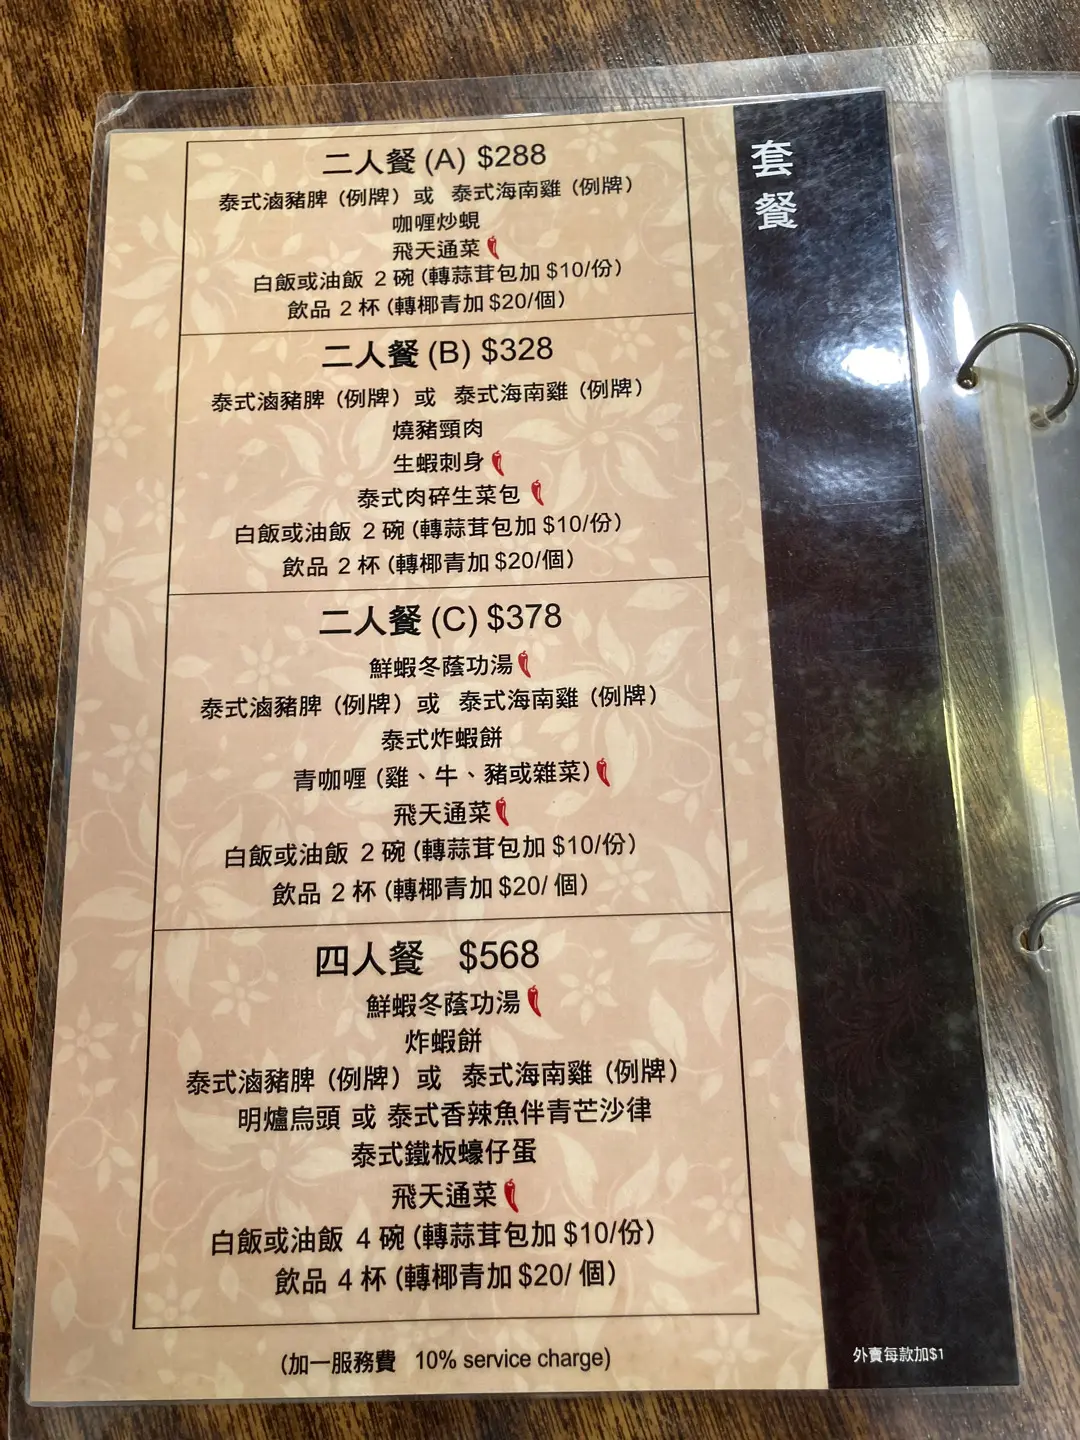 套餐
二人餐 (A) $288
泰式滷豬脾（例牌）或 泰式海南雞（例牌）
咖喱炒蜆
飛天通菜
白飯或油飯 2 碗 (轉蒜茸包加 $10/份)
飲品 2 杯 (轉椰青加 $20/個)
二人餐 (B) $328
泰式滷豬脾（例牌）或 泰式海南雞（例牌）
燒豬頸肉
生蝦刺身
泰式肉碎生菜包
白飯或油飯 2 碗 (轉蒜茸包加 $10/份)
飲品 2 杯 (轉椰青加 $20/個)
二人餐 (C) $378
鮮蝦冬蔭功湯
泰式滷豬脾（例牌）或 泰式海南雞（例牌）
泰式炸蝦餅
青咖喱 (雞、牛、豬或雜菜)
飛天通菜
白飯或油飯 2 碗 (轉蒜茸包加 $10/份)
飲品 2 杯 (轉椰青加 $20/ 個)
四人餐 $568
鮮蝦冬蔭功湯
炸蝦餅
泰式滷豬脾（例牌）或 泰式海南雞（例牌）
明爐烏頭 或 泰式香辣魚伴青芒沙律
泰式鐵板蠔仔蛋
飛天通菜
白飯或油飯 4 碗 (轉蒜茸包加 $10/份)
飲品 4 杯 (轉椰青加 $20/ 個)
(加一服務費 10% service charge)
外賣每款加$1